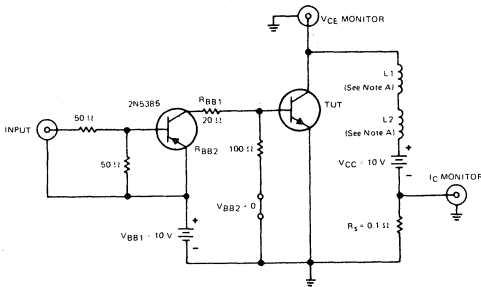 VCE MONITOR
L1
(See Note A)
2N5385
RBB1
20 Ω
TUT
50 Ω
INPUT
RBB2
100 Ω
L2
(See Note A)
50 Ω
+
VCC = 10 V
−
IC MONITOR
VBB2 = 0
+
VBB1 = 10 V
−
Rs = 0.1 Ω